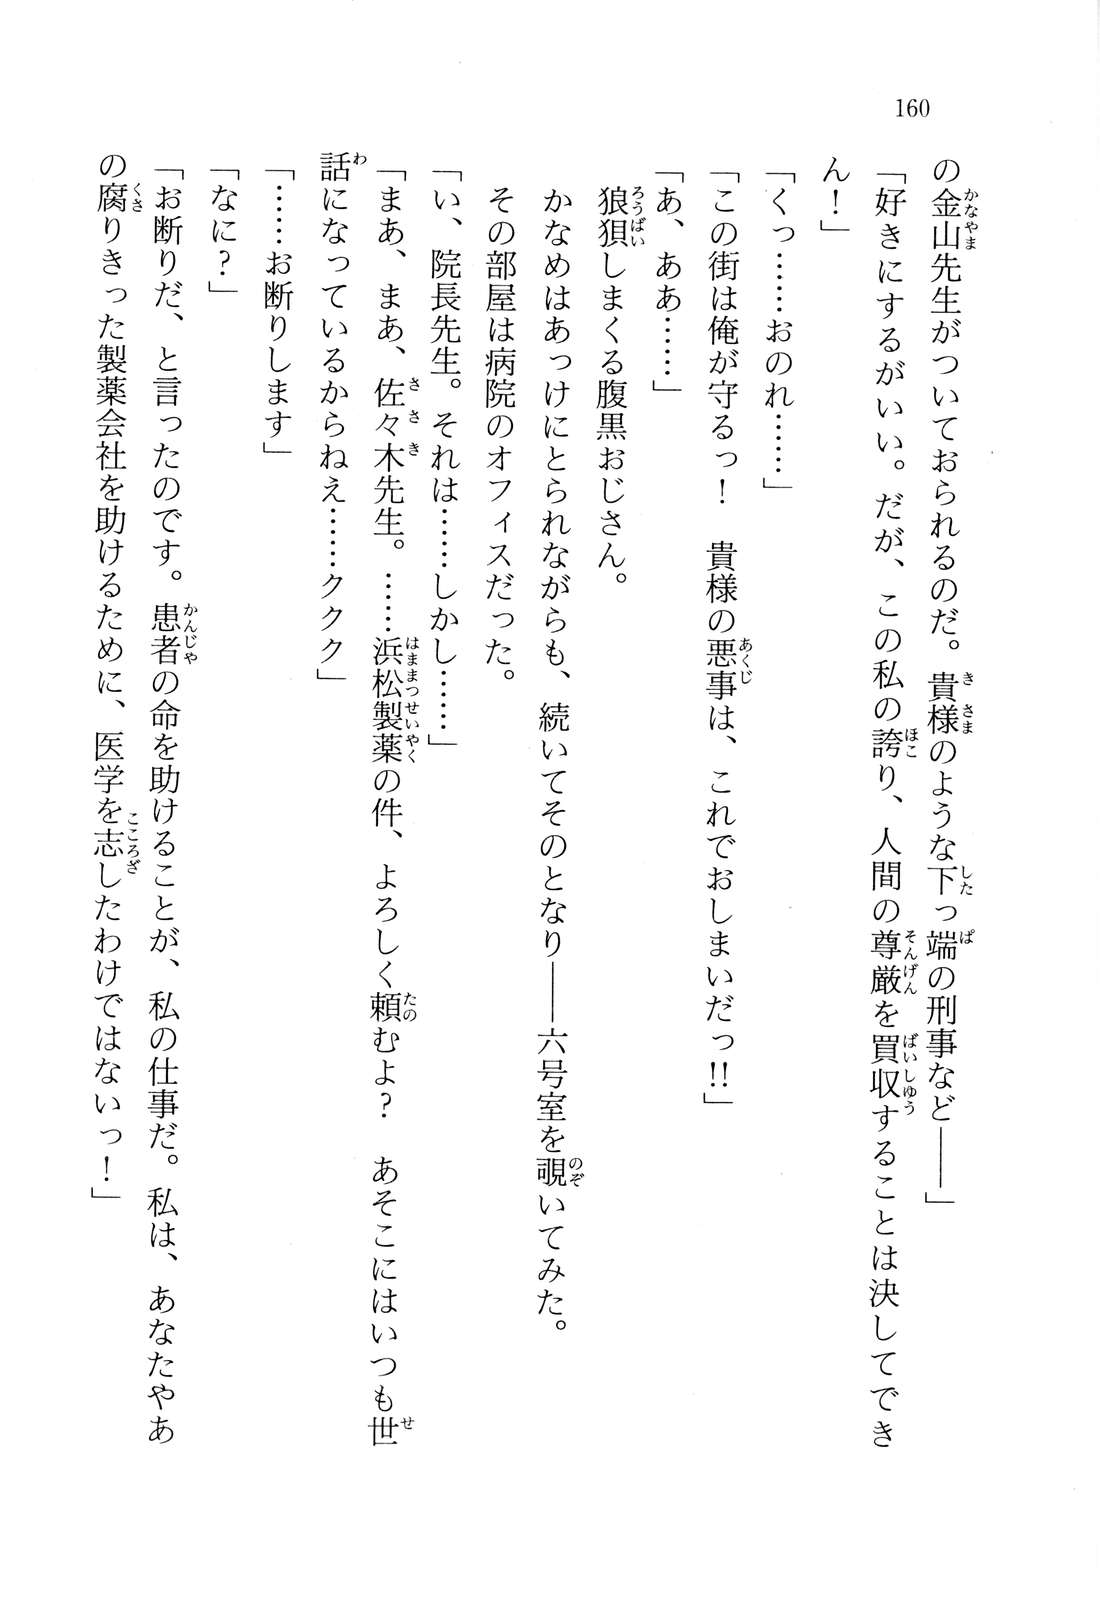 160
の金山先生がついておられるのだ。貴様のような下っ端の刑事など――」
「好きにするがいい。だが、この私の誇り、人間の尊厳を買収することは決してでき
ん！」
「くっ……おのれ……」
「この街は俺が守るっ！　貴様の悪事は、これでおしまいだっ!!」
「あ、ああ……」
狼狽しまくる腹黒おじさん。
かなめはあっけにとられながらも、続いてそのとなり――六号室を覗いてみた。
その部屋は病院のオフィスだった。
「い、院長先生。それは……しかし……」
「まあ、まあ、佐々木先生。……浜松製薬の件、よろしく頼むよ？　あそこにはいつも世
話になっているからねえ……ククク」
「……お断りします」
「なに？」
「お断りだ、と言ったのです。患者の命を助けることが、私の仕事だ。私は、あなたやあ
の腐りきった製薬会社を助けるために、医学を志したわけではないっ！」